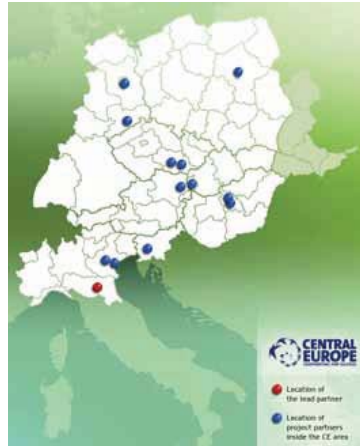 CENTRAL
EUROPE
COOPERATING FOR SUCCESS
Location of
the lead partner
Location of
project partners
inside the CE area